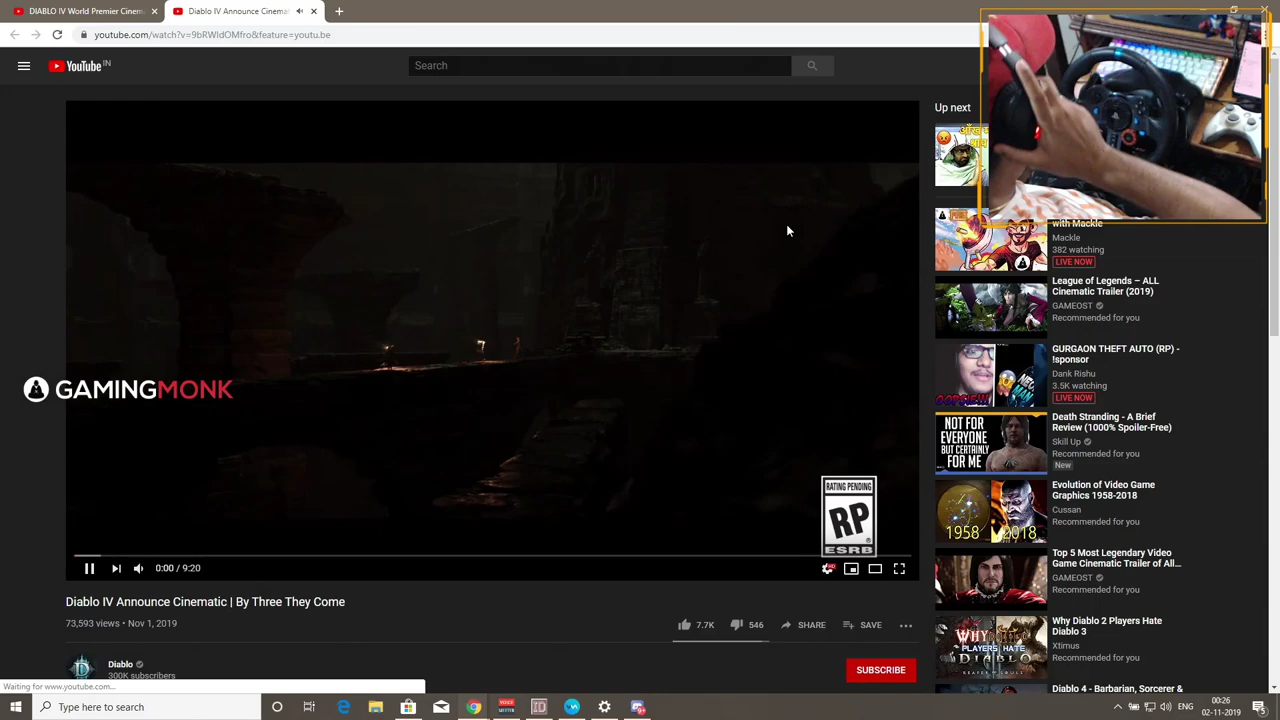 DIABLO IV World Premier Cinem
Diablo IV Announce Cinemat
youtube.com/watch?v=9bRWIdOMfro&feature=youtu.be
YouTube IN
Search
Up next
with Mackle
Mackle
382 watching
LIVE NOW
League of Legends – ALL
Cinematic Trailer (2019)
GAMEOST
Recommended for you
GURGAON THEFT AUTO (RP) -
!sponsor
Dank Rishu
3.5K watching
LIVE NOW
GAMINGMONK
NOT FOR
EVERYONE
BUT CERTAINLY
FOR ME
Death Stranding - A Brief
Review (1000% Spoiler-Free)
Skill Up
Recommended for you
New
RATING PENDING
RP
ESRB
1958
2018
Evolution of Video Game
Graphics 1958-2018
Cussan
Recommended for you
0:00 / 9:20
HD
Top 5 Most Legendary Video
Game Cinematic Trailer of All...
GAMEOST
Recommended for you
Diablo IV Announce Cinematic | By Three They Come
73,593 views • Nov 1, 2019
7.7K
546
SHARE
SAVE
WHY DIABLO 2
PLAYERS HATE
DIABLO
Why Diablo 2 Players Hate
Diablo 3
Xtimus
Recommended for you
Diablo
300K subscribers
SUBSCRIBE
Diablo 4 - Barbarian, Sorcerer &
Waiting for www.youtube.com...
Type here to search
ENG
00:26
02-11-2019
5